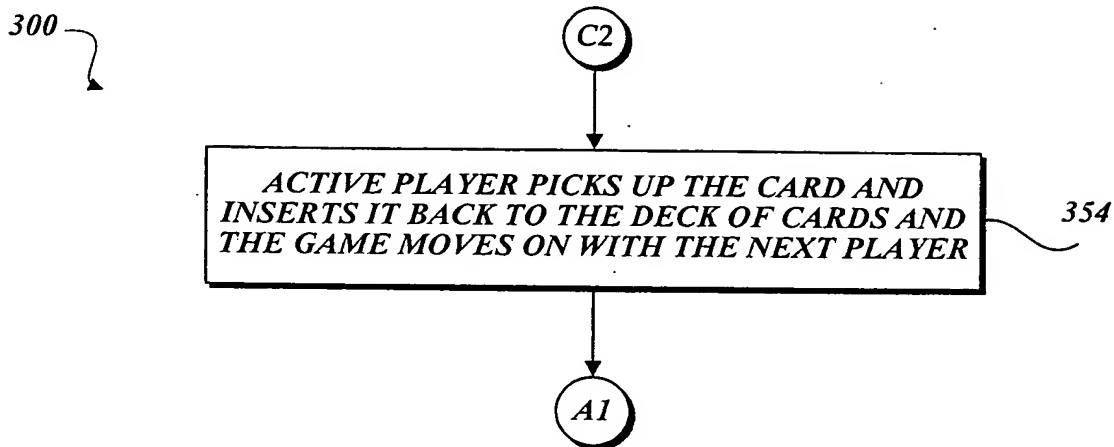 300
C2
ACTIVE PLAYER PICKS UP THE CARD AND
INSERTS IT BACK TO THE DECK OF CARDS AND
THE GAME MOVES ON WITH THE NEXT PLAYER
354
A1